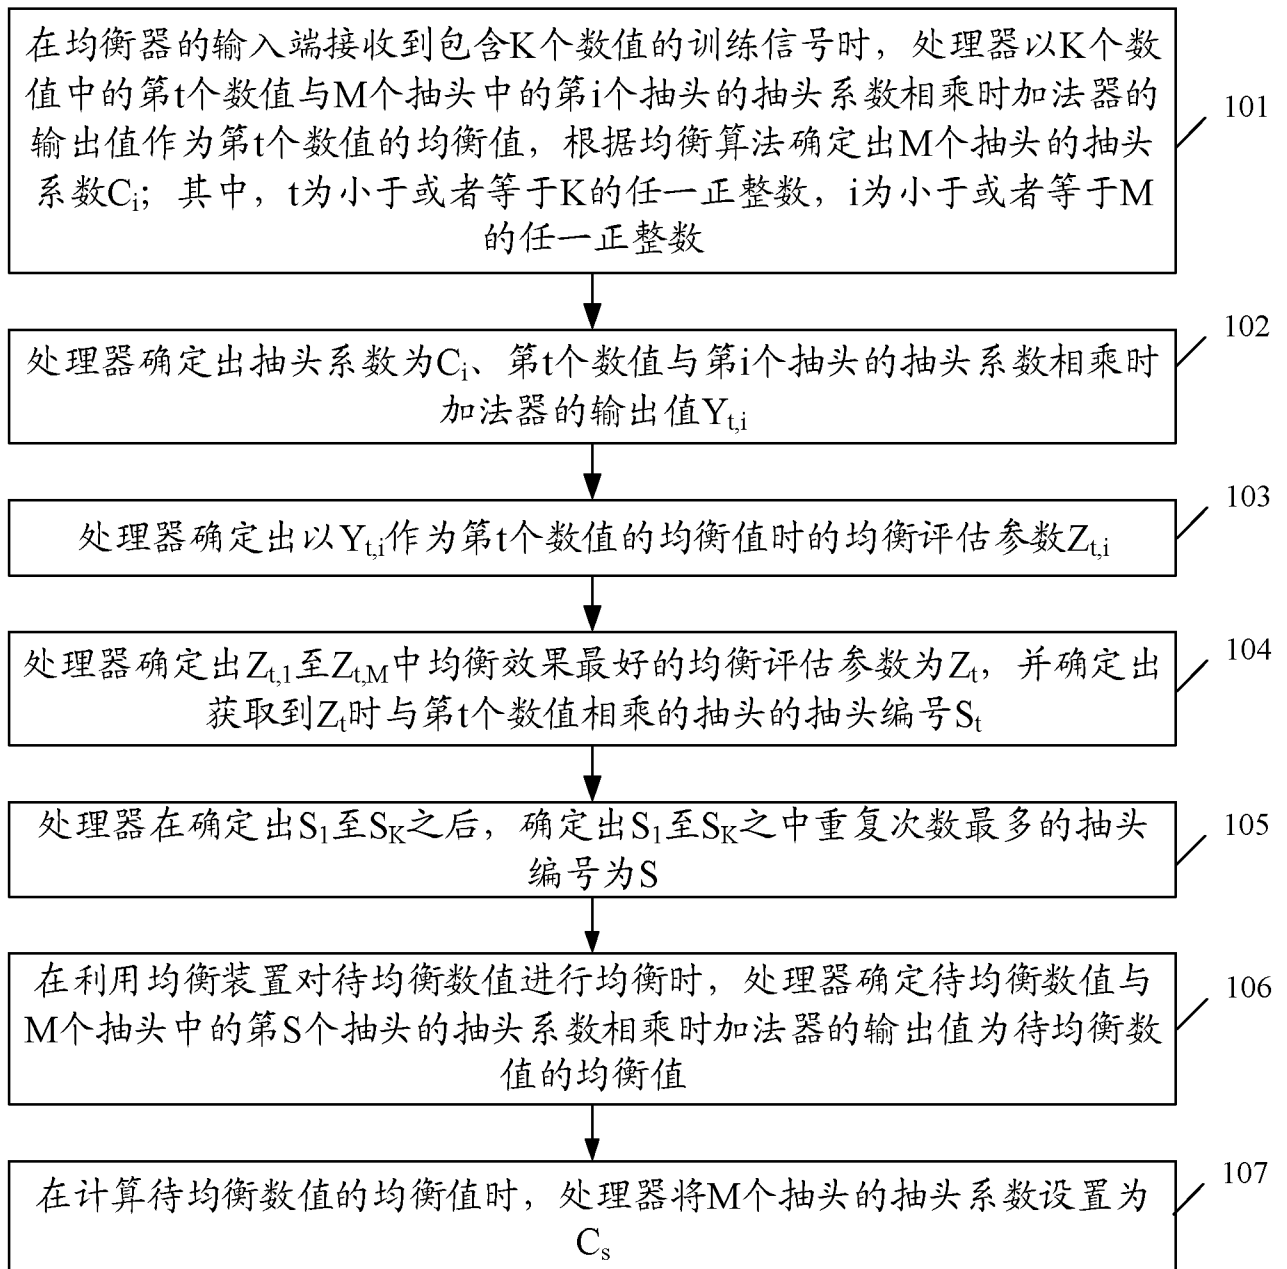 在均衡器的输入端接收到包含K个数值的训练信号时，处理器以K个数
值中的第t个数值与M个抽头中的第i个抽头的抽头系数相乘时加法器的
输出值作为第t个数值的均衡值，根据均衡算法确定出M个抽头的抽头
系数Ci；其中，t为小于或者等于K的任一正整数，i为小于或者等于M
的任一正整数
101
处理器确定出抽头系数为Ci、第t个数值与第i个抽头的抽头系数相乘时
加法器的输出值Yt,i
102
处理器确定出以Yt,i作为第t个数值的均衡值时的均衡评估参数Zt,i
103
处理器确定出Zt,1至Zt,M中均衡效果最好的均衡评估参数为Zt，并确定出
获取到Zt时与第t个数值相乘的抽头的抽头编号St
104
处理器在确定出S1至SK之后，确定出S1至SK之中重复次数最多的抽头
编号为S
105
在利用均衡装置对待均衡数值进行均衡时，处理器确定待均衡数值与
M个抽头中的第S个抽头的抽头系数相乘时加法器的输出值为待均衡数
值的均衡值
106
在计算待均衡数值的均衡值时，处理器将M个抽头的抽头系数设置为
Cs
107